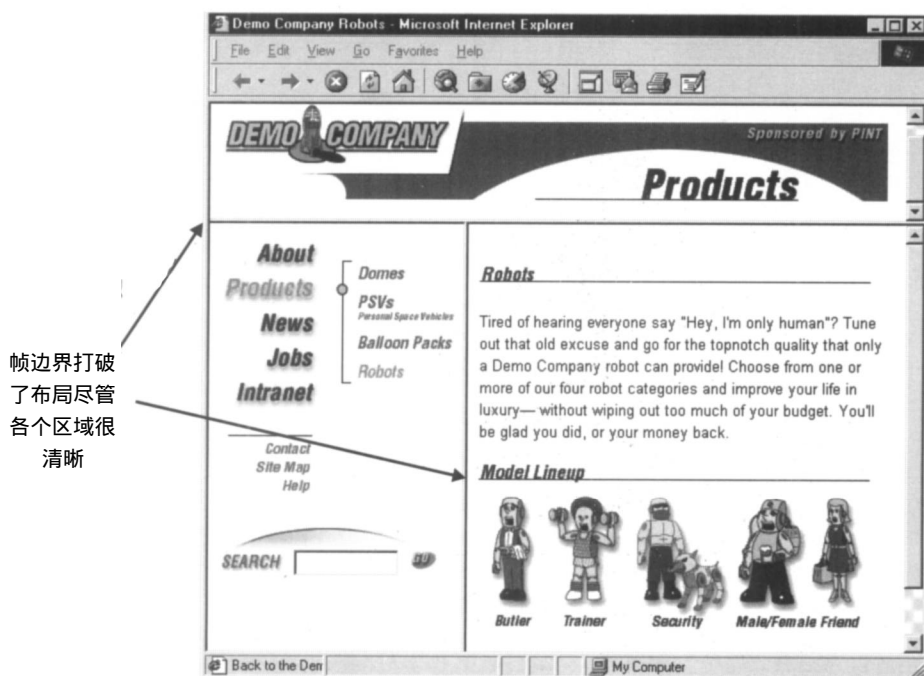 Demo Company Robots - Microsoft Internet Explorer
File Edit View Go Favorites Help
DEMO COMPANY
Sponsored by PINT
Products
About
Products
News
Jobs
Intranet
Domes
PSVs
Personal Space Vehicles
Balloon Packs
Robots
Contact
Site Map
Help
SEARCH
GO
Robots
Tired of hearing everyone say "Hey, I'm only human"? Tune
out that old excuse and go for the topnotch quality that only
a Demo Company robot can provide! Choose from one or
more of our four robot categories and improve your life in
luxury— without wiping out too much of your budget. You'll
be glad you did, or your money back.
Model Lineup
Butler Trainer Security Male/Female Friend
Back to the Dem
My Computer
帧边界打破
了布局尽管
各个区域很
清晰